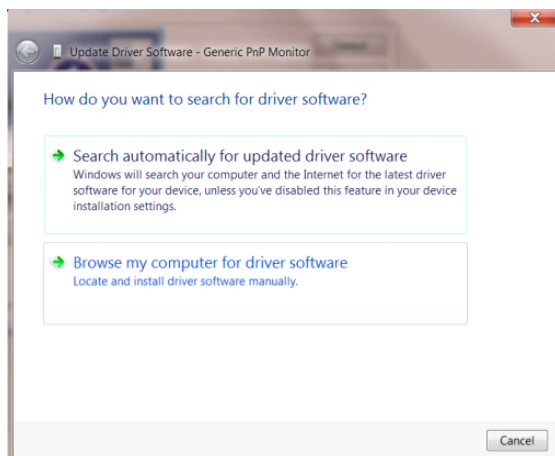 Update Driver Software - Generic PnP Monitor
How do you want to search for driver software?
Search automatically for updated driver software
Windows will search your computer and the Internet for the latest driver
software for your device, unless you've disabled this feature in your device
installation settings.
Browse my computer for driver software
Locate and install driver software manually.
Cancel